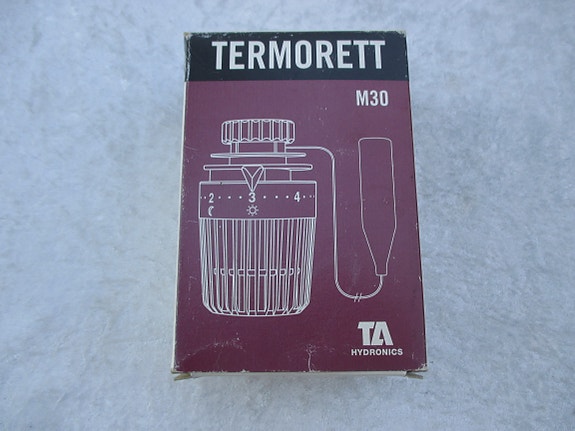 TERMORETT
M30
· 2 · · · 3 · · · 4 ·
TA
HYDRONICS